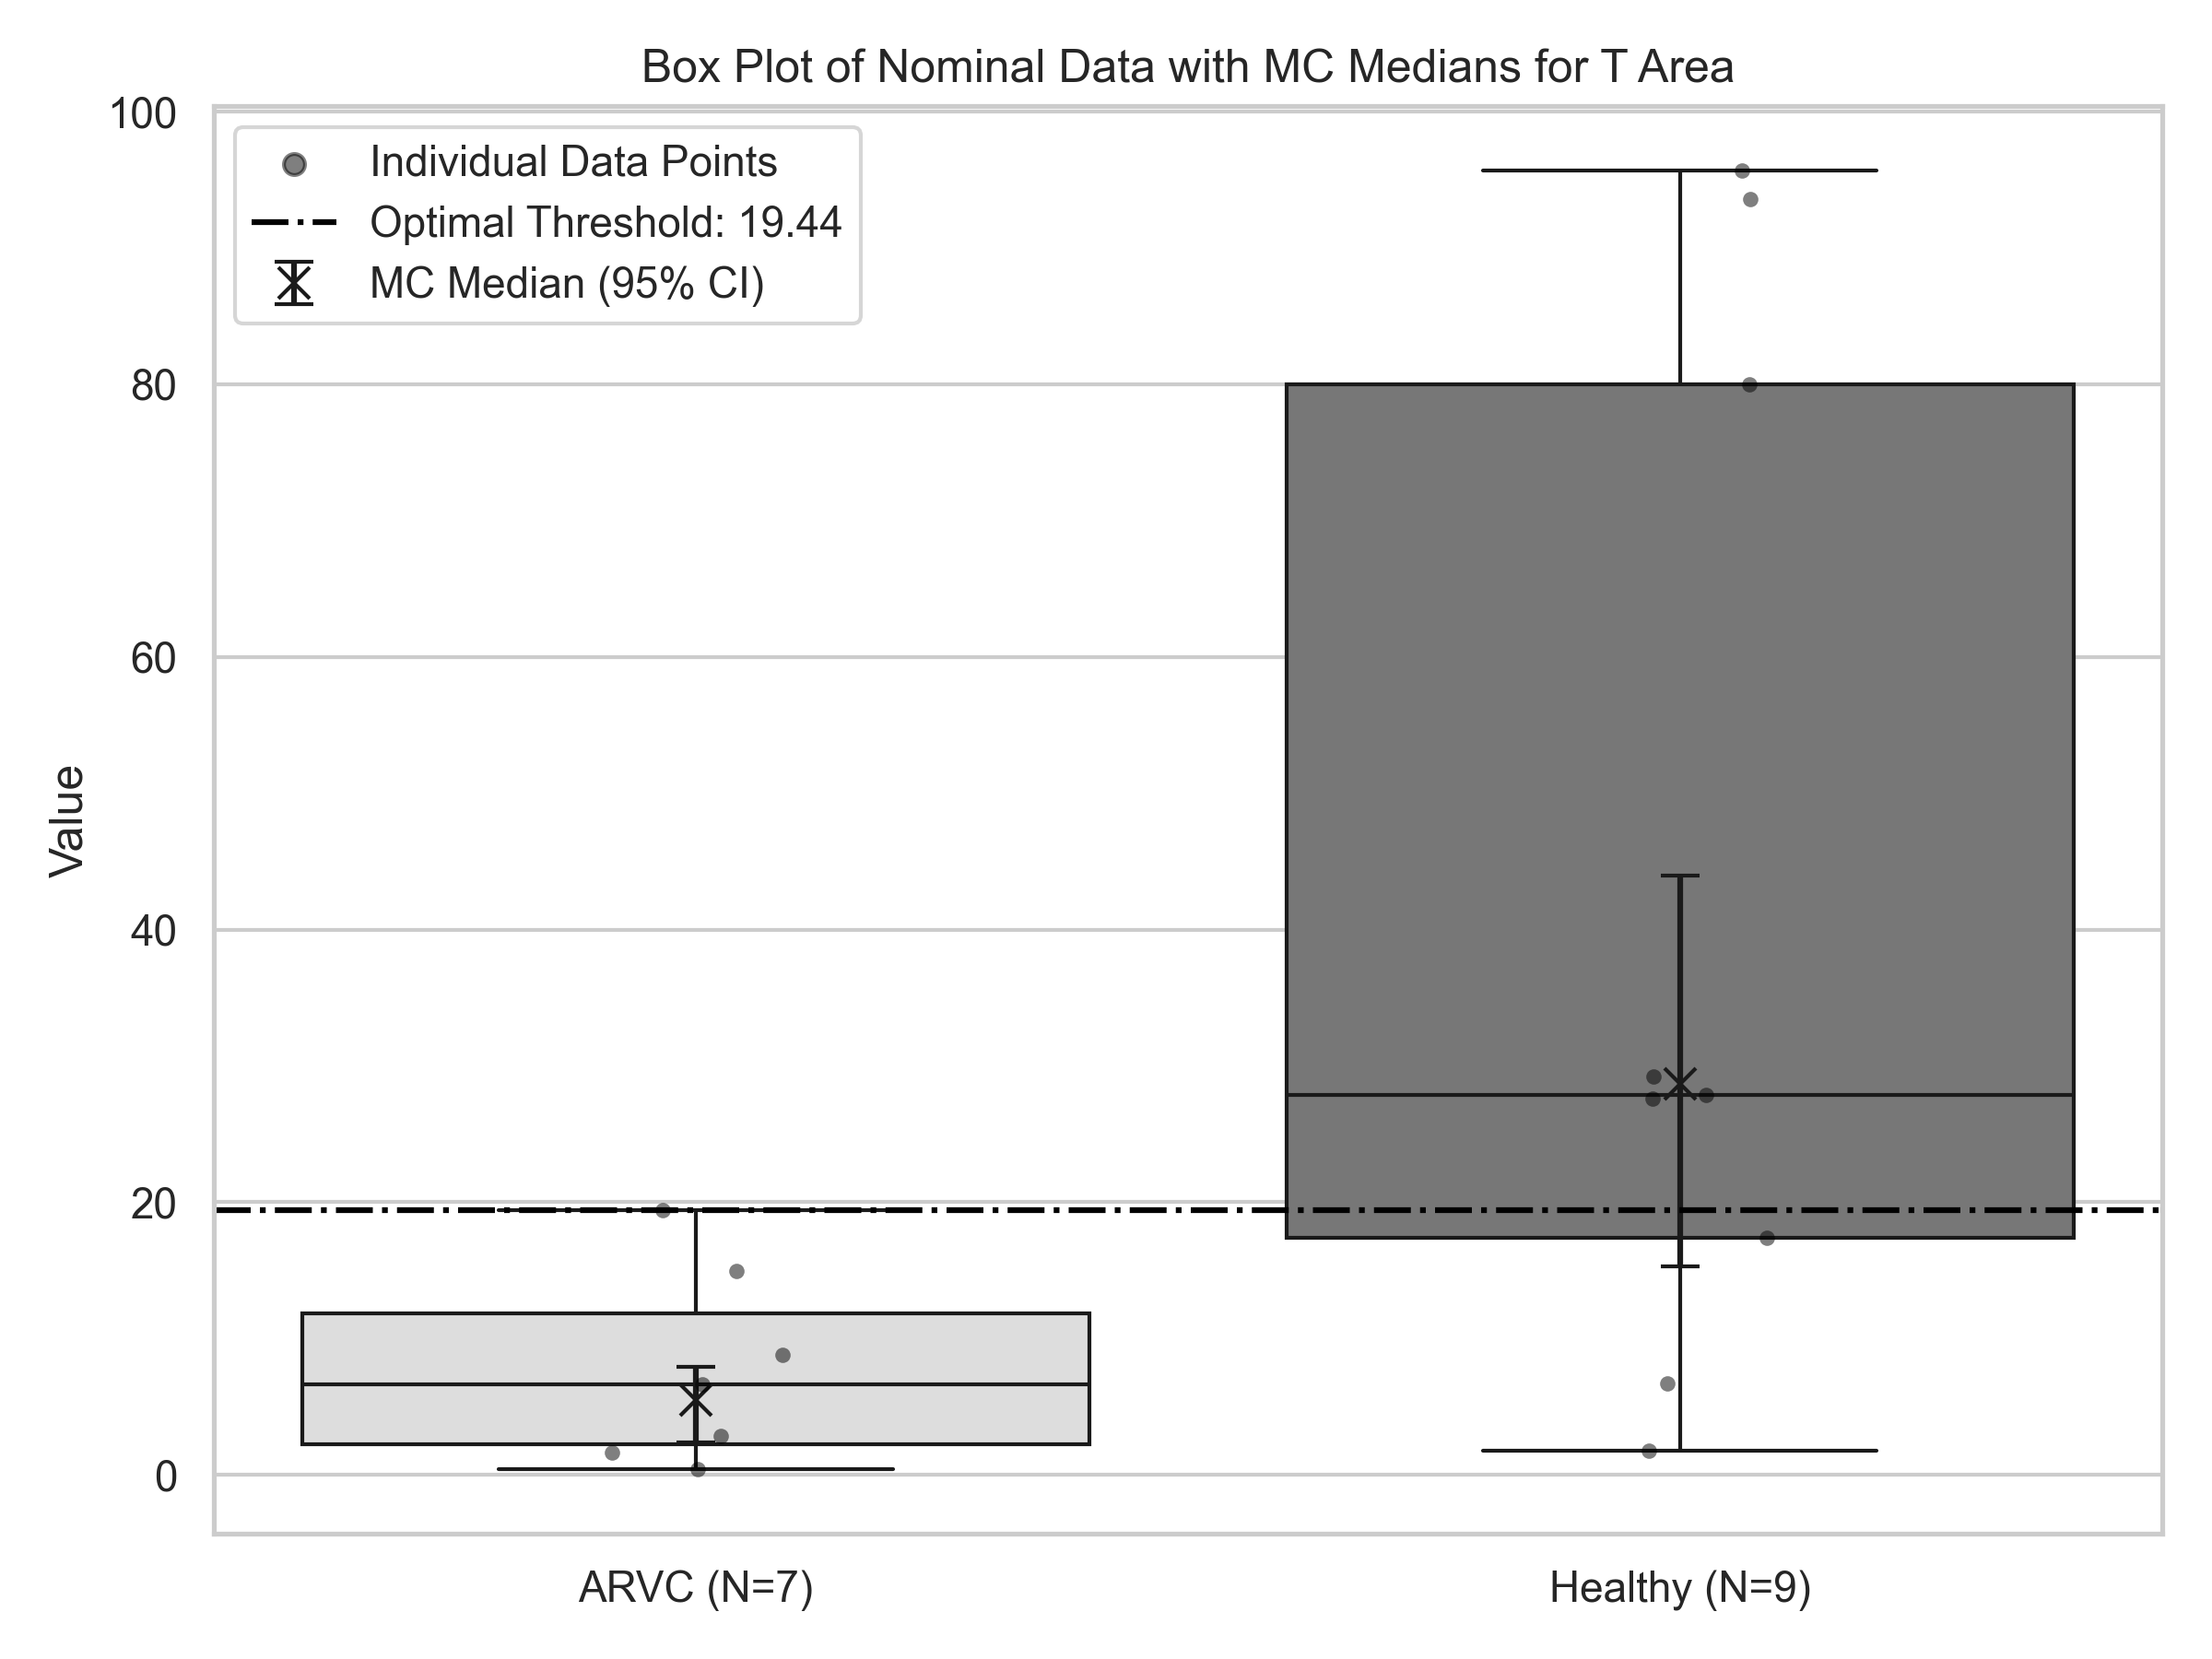 Box Plot of Nominal Data with MC Medians for T Area
100
80
60
40
20
0
Value
Individual Data Points
Optimal Threshold: 19.44
MC Median (95% CI)
ARVC (N=7)
Healthy (N=9)